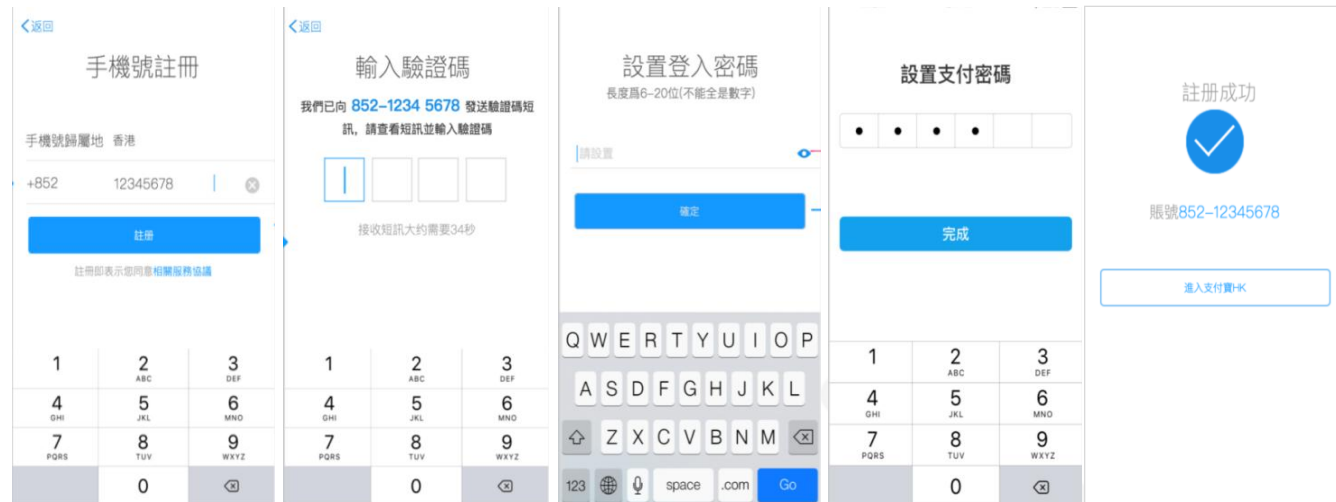 返回
手機號註冊
手機號歸屬地 香港
+852 12345678
註冊
註冊即表示您同意相關服務協議
1 2 3
ABC DEF
4 5 6
GHI JKL MNO
7 8 9
PQRS TUV WXYZ
0
返回
輸入驗證碼
我們已向 852-1234 5678 發送驗證碼短
訊, 請查看短訊並輸入驗證碼
接收短訊大約需要34秒
1 2 3
ABC DEF
4 5 6
GHI JKL MNO
7 8 9
PQRS TUV WXYZ
0
設置登入密碼
長度爲6-20位(不能全是數字)
請設置
確定
Q W E R T Y U I O P
A S D F G H J K L
Z X C V B N M
123 space .com Go
設置支付密碼
完成
1 2 3
ABC DEF
4 5 6
GHI JKL MNO
7 8 9
PQRS TUV WXYZ
0
註册成功
賬號852-12345678
進入支付寶HK